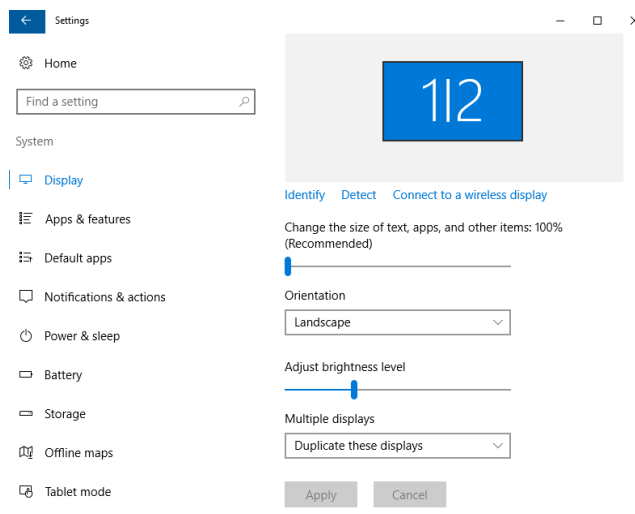 Settings
Home
Find a setting
System
Display
Apps & features
Default apps
Notifications & actions
Power & sleep
Battery
Storage
Offline maps
Tablet mode
1|2
Identify Detect Connect to a wireless display
Change the size of text, apps, and other items: 100%
(Recommended)
Orientation
Landscape
Adjust brightness level
Multiple displays
Duplicate these displays
Apply Cancel